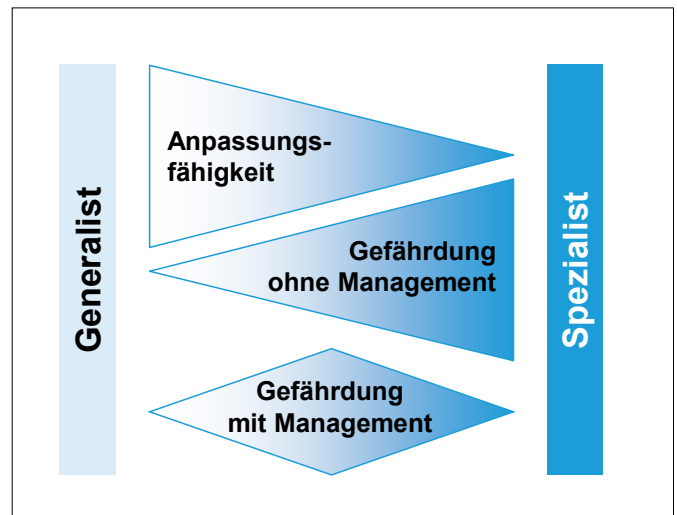 Generalist
Anpassungs-
fähigkeit
Gefährdung
ohne Management
Gefährdung
mit Management
Spezialist